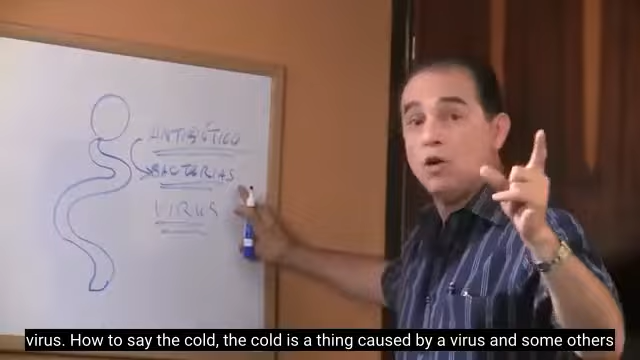 ANTIBIÓTICO
BACTERIAS
VIRUS
virus. How to say the cold, the cold is a thing caused by a virus and some others